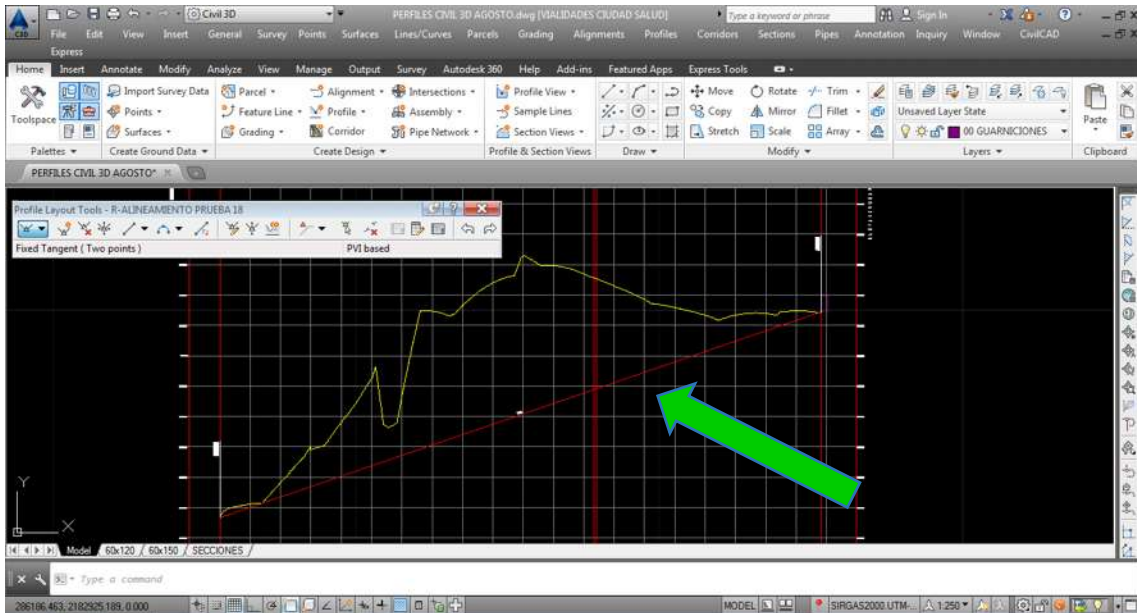 Civil 3D PERFILES CIVIL 3D AGOSTO.dwg [VIALIDADES CIUDAD SALUD] Type a keyword or phrase Sign In
C3D File Edit View Insert General Survey Points Surfaces Lines/Curves Parcels Grading Alignments Profiles Corridors Sections Pipes Annotation Inquiry Window CivilCAD
Express
Home Insert Annotate Modify Analyze View Manage Output Survey Autodesk 360 Help Add-ins Featured Apps Express Tools
Import Survey Data Parcel Alignment Intersections Profile View Move Rotate Trim
Toolspace Points Feature Line Profile Assembly Sample Lines Copy Mirror Fillet Unsaved Layer State Paste
Surfaces Grading Corridor Pipe Network Section Views Stretch Scale Array 00 GUARNICIONES
Palettes Create Ground Data Create Design Profile & Section Views Draw Modify Layers Clipboard
PERFILES CIVIL 3D AGOSTO*
Profile Layout Tools - R-ALINEAMIENTO PRUEBA 18
Fixed Tangent ( Two points ) PVI based
Y
X
Model 60x120 60x150 SECCIONES
Type a command
286186.463, 2182925.189, 0.000 MODEL SIRGAS2000.UTM-... 1:250